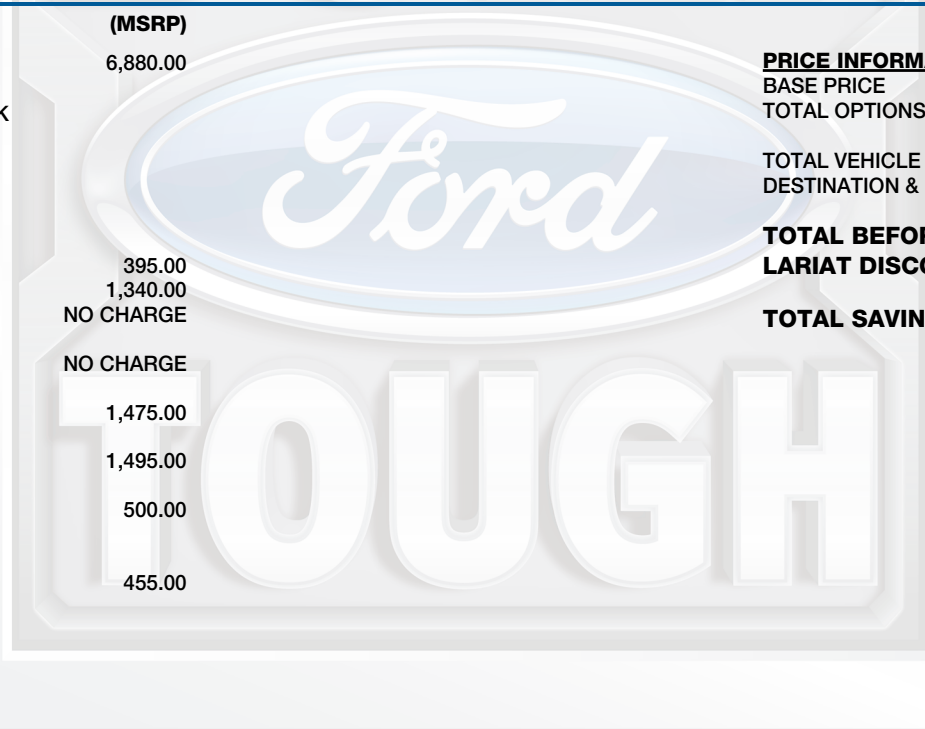 (MSRP)
6,880.00
395.00
1,340.00
NO CHARGE
NO CHARGE
1,475.00
1,495.00
500.00
455.00
PRICE INFORM
BASE PRICE
TOTAL OPTIONS
TOTAL VEHICLE
DESTINATION &
TOTAL BEFOR
LARIAT DISCO
TOTAL SAVIN
Ford
TOUGH